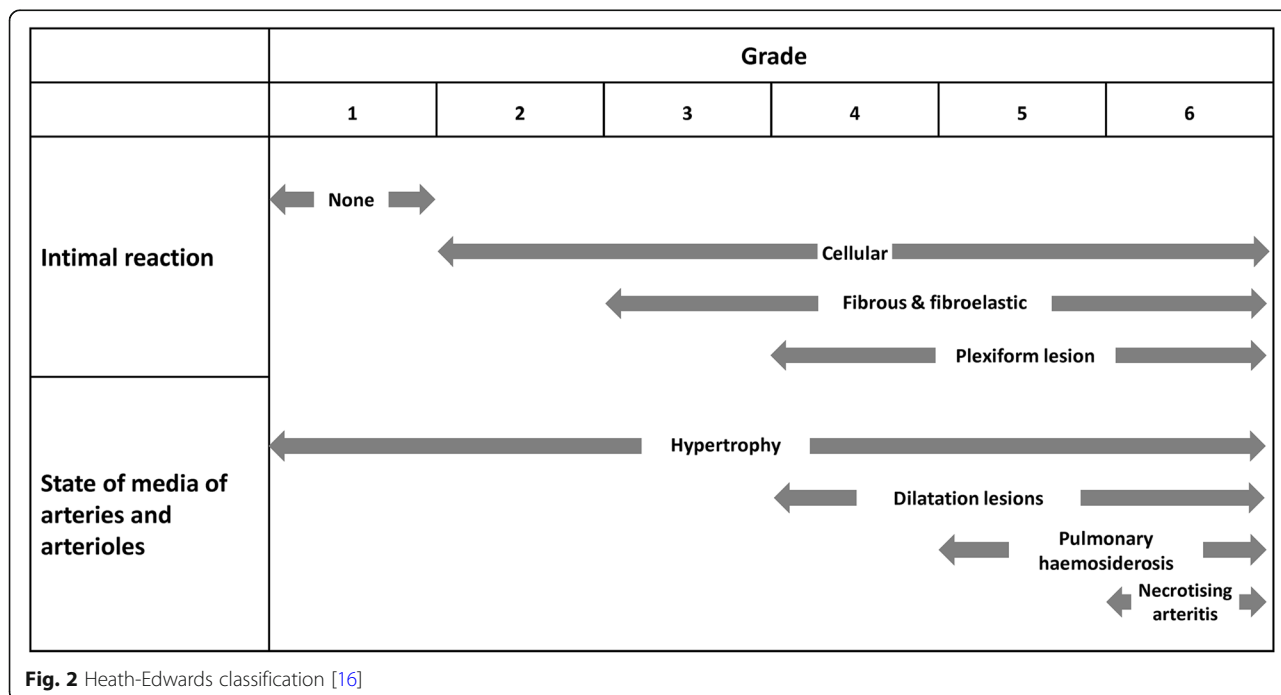 Grade
1 2 3 4 5 6
Intimal reaction
None
Cellular
Fibrous & fibroelastic
Plexiform lesion
State of media of
arteries and
arterioles
Hypertrophy
Dilatation lesions
Pulmonary
haemosiderosis
Necrotising
arteritis
Fig. 2 Heath-Edwards classification [16]